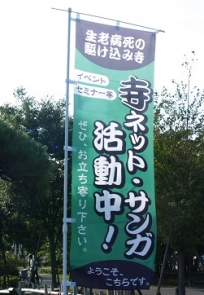 生老病死の
駆け込み寺
イベント
セミナー等
寺ネット・サンガ
活動中！
ぜひ、お立ち寄り下さい。
ようこそ、
こちらです。